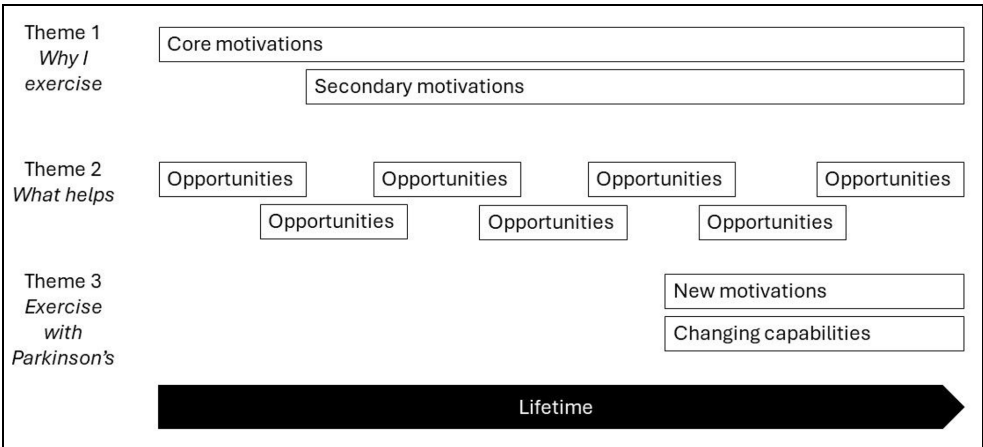 Theme 1
Why I
exercise
Core motivations
Secondary motivations
Theme 2
What helps
Opportunities
Opportunities
Opportunities
Opportunities
Opportunities
Opportunities
Opportunities
Theme 3
Exercise
with
Parkinson’s
New motivations
Changing capabilities
Lifetime